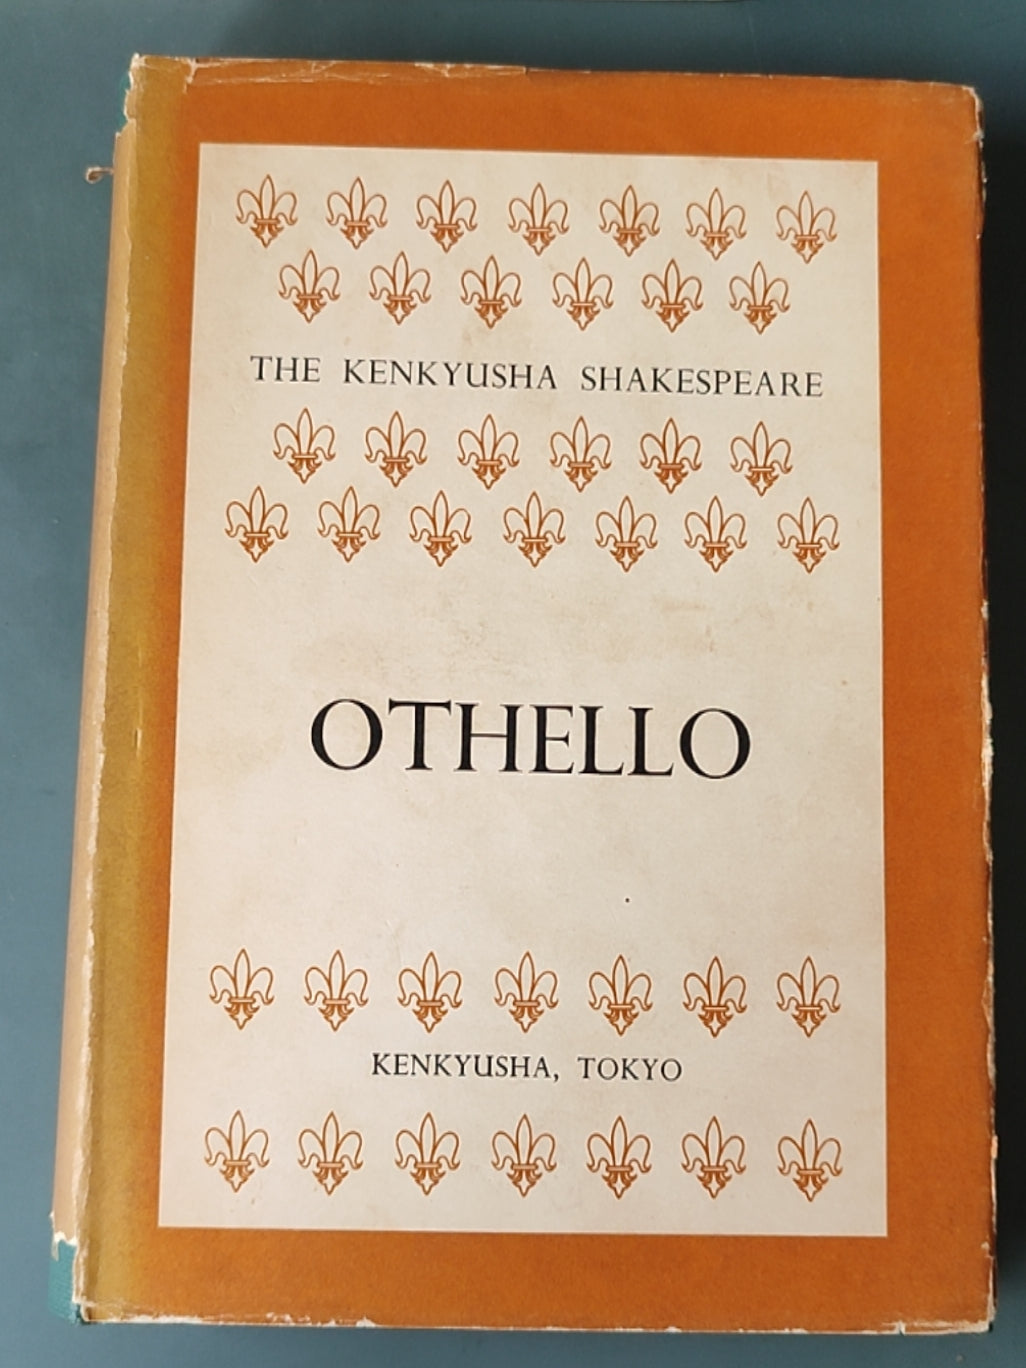 THE KENKYUSHA SHAKESPEARE
OTHELLO
KENKYUSHA, TOKYO